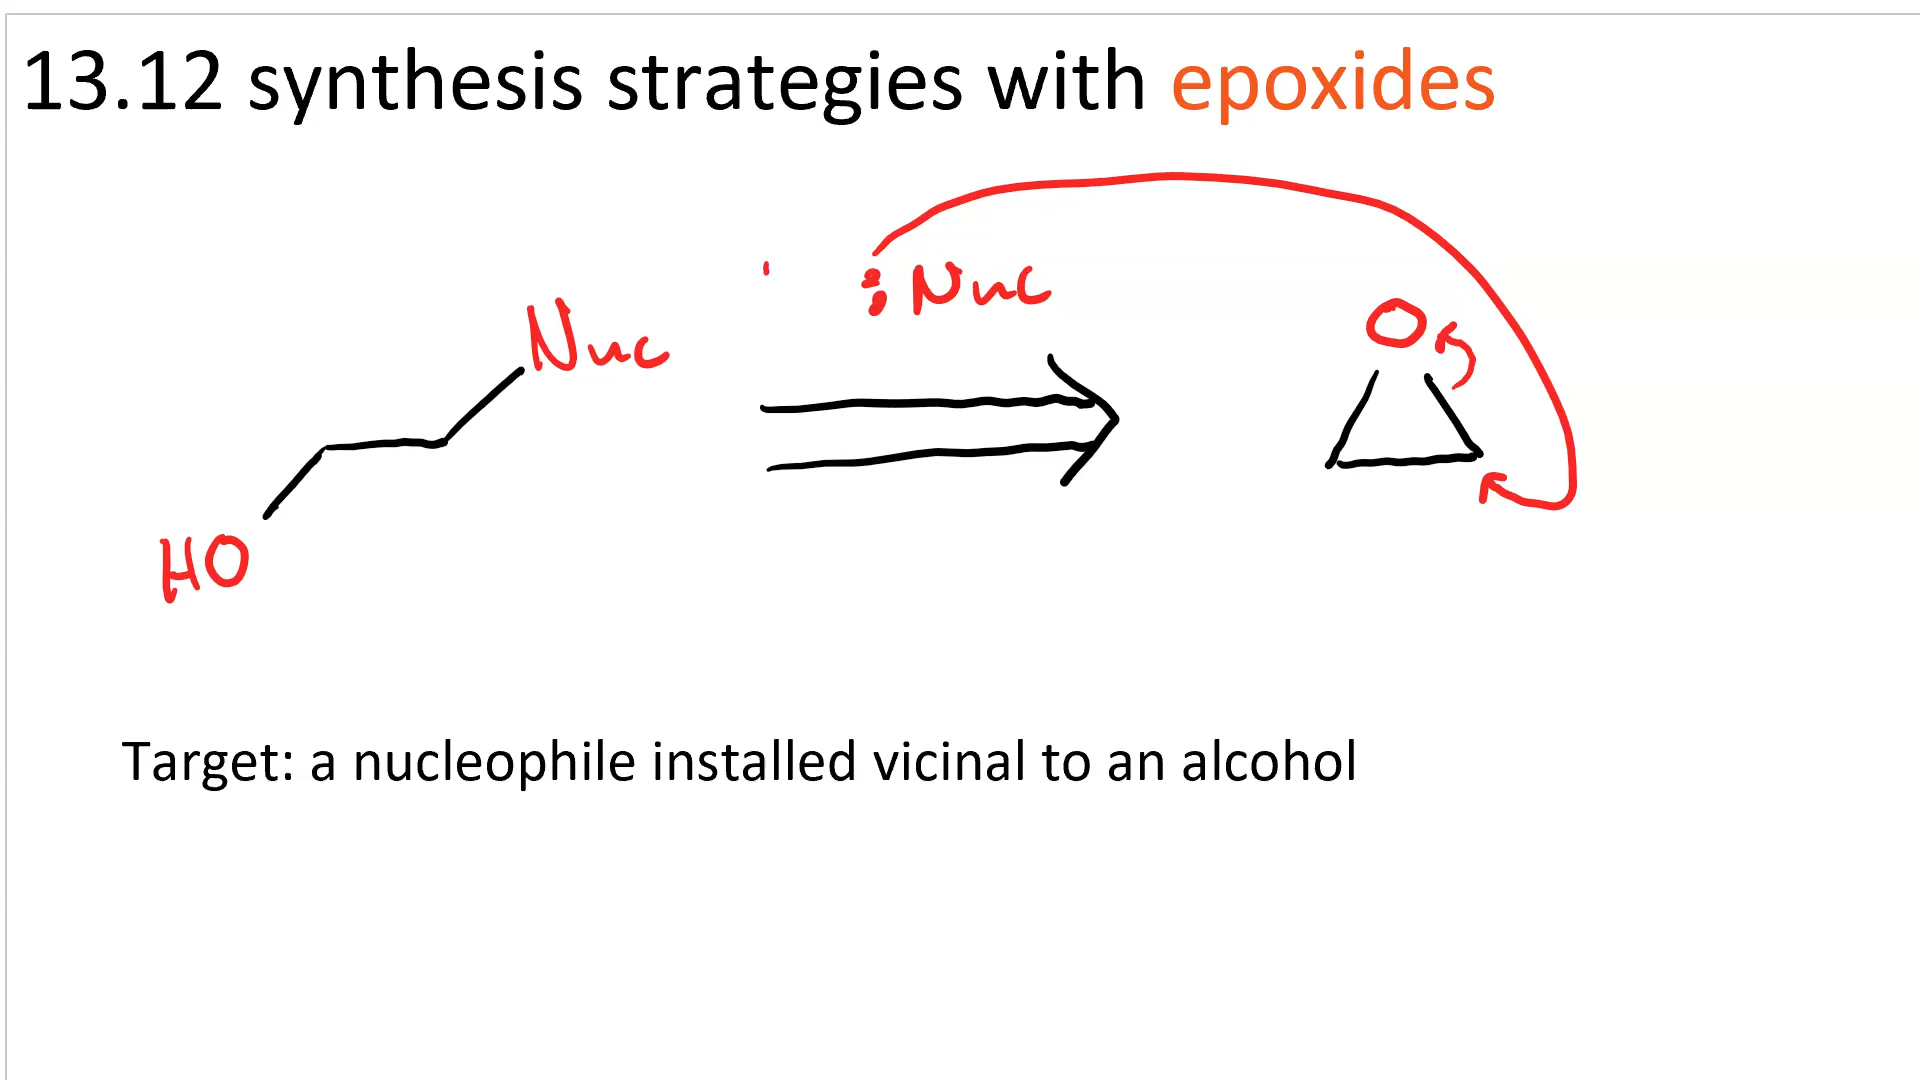 13.12 synthesis strategies with epoxides
:Nuc
Nuc
O
HO
Target: a nucleophile installed vicinal to an alcohol